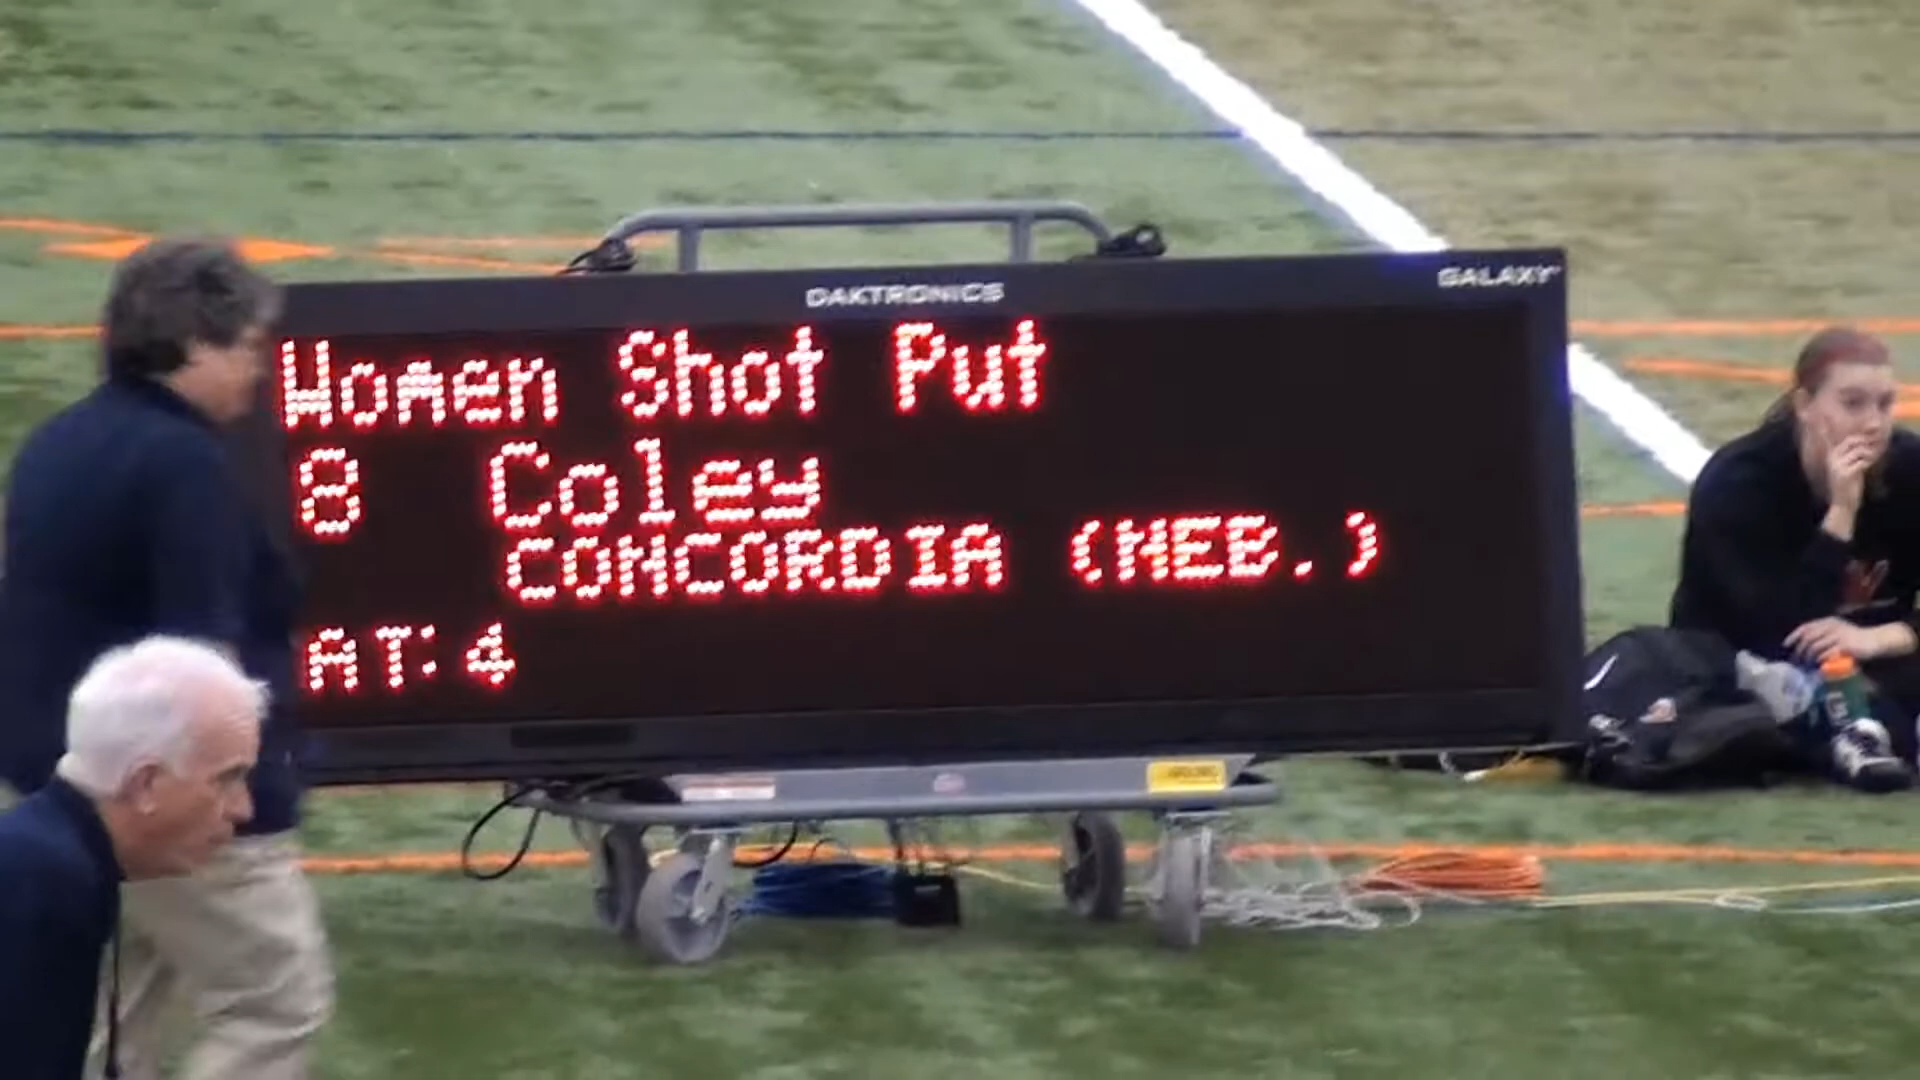 DAKTRONICS
GALAXY
Women Shot Put
8 Coley
CONCORDIA (NEB.)
AT: 4